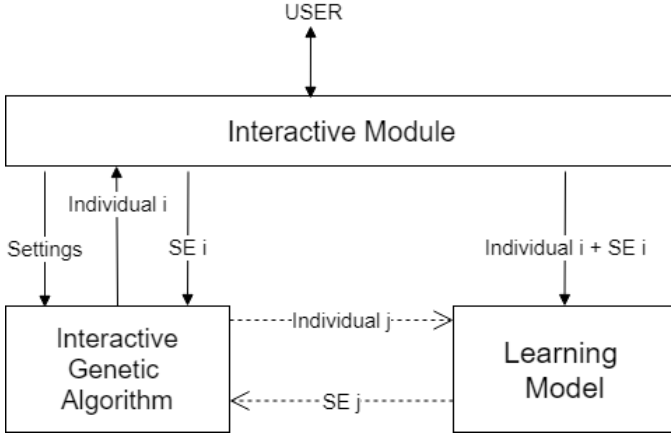 USER
Interactive Module
Individual i
Settings
SE i
Individual i + SE i
Interactive
Genetic
Algorithm
Individual j
SE j
Learning
Model